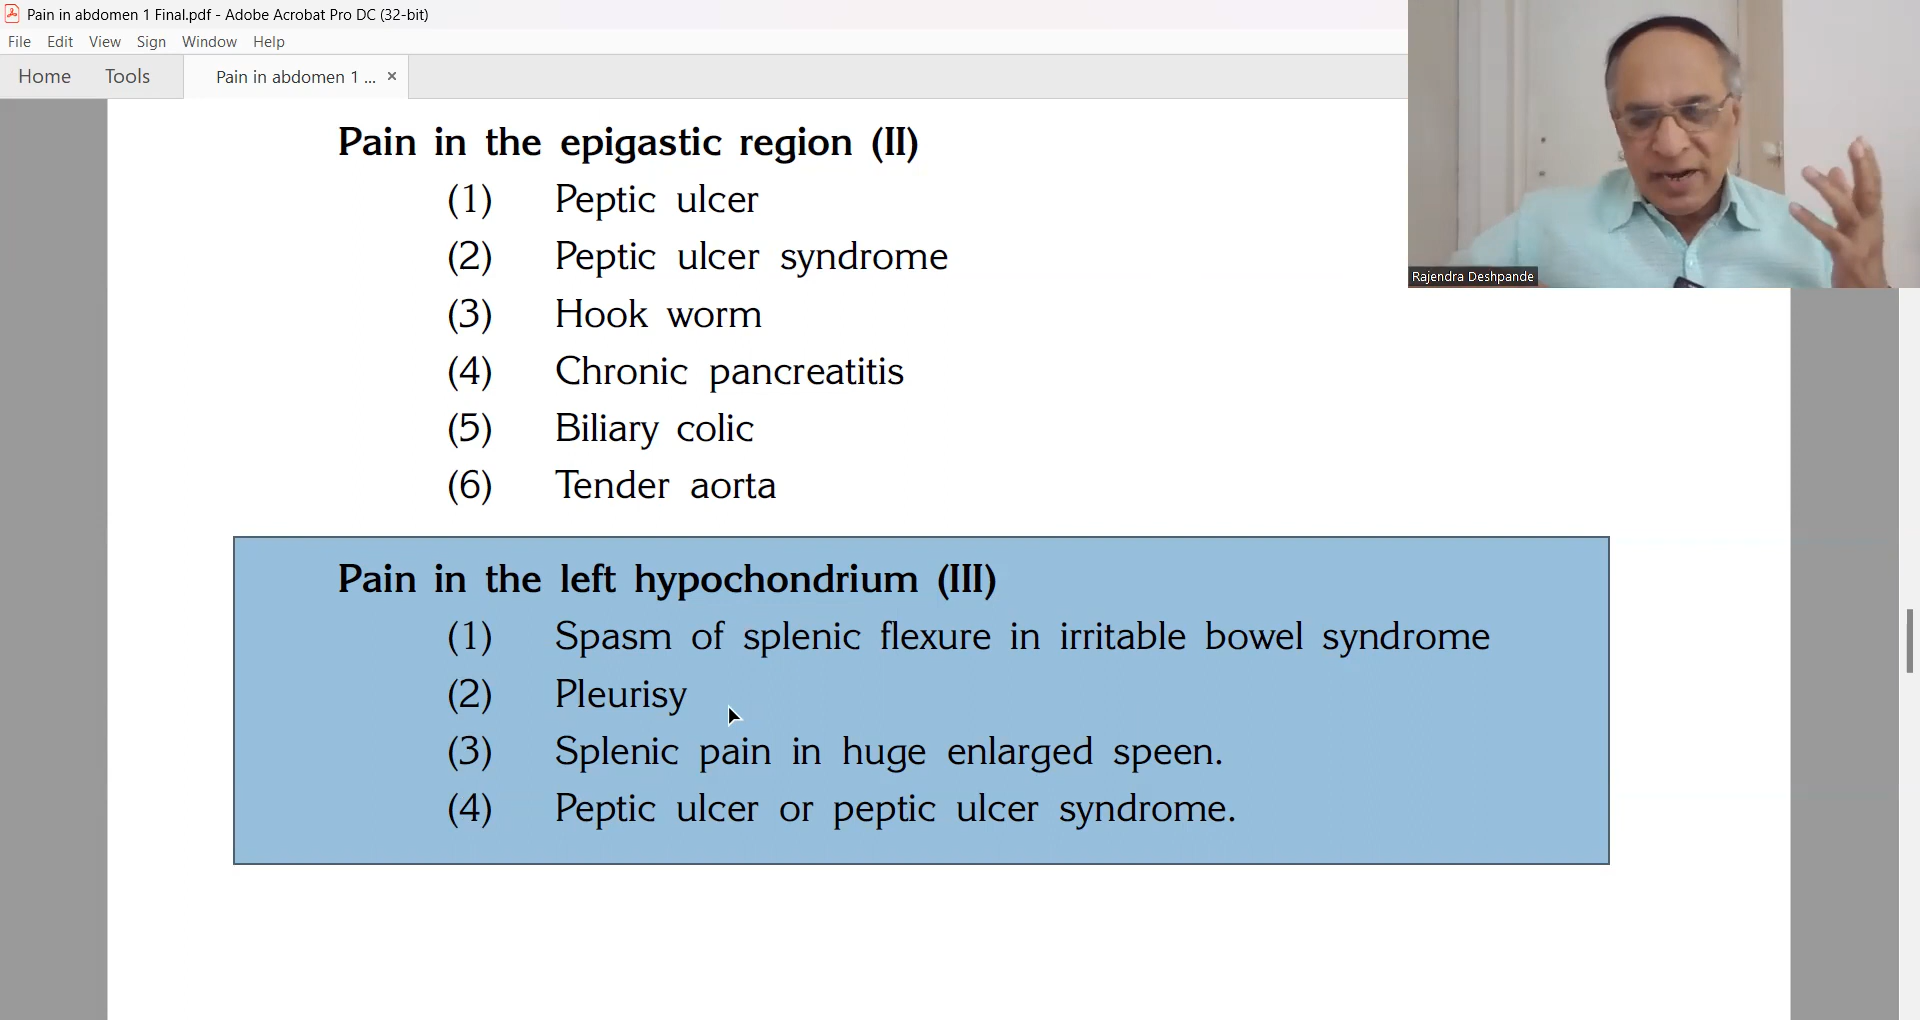 Pain in abdomen 1 Final.pdf - Adobe Acrobat Pro DC (32-bit)
File Edit View Sign Window Help
Home Tools Pain in abdomen 1 ... ×
Pain in the epigastic region (II)
(1) Peptic ulcer
(2) Peptic ulcer syndrome
(3) Hook worm
(4) Chronic pancreatitis
(5) Biliary colic
(6) Tender aorta
Rajendra Deshpande
Pain in the left hypochondrium (III)
(1) Spasm of splenic flexure in irritable bowel syndrome
(2) Pleurisy
(3) Splenic pain in huge enlarged speen.
(4) Peptic ulcer or peptic ulcer syndrome.